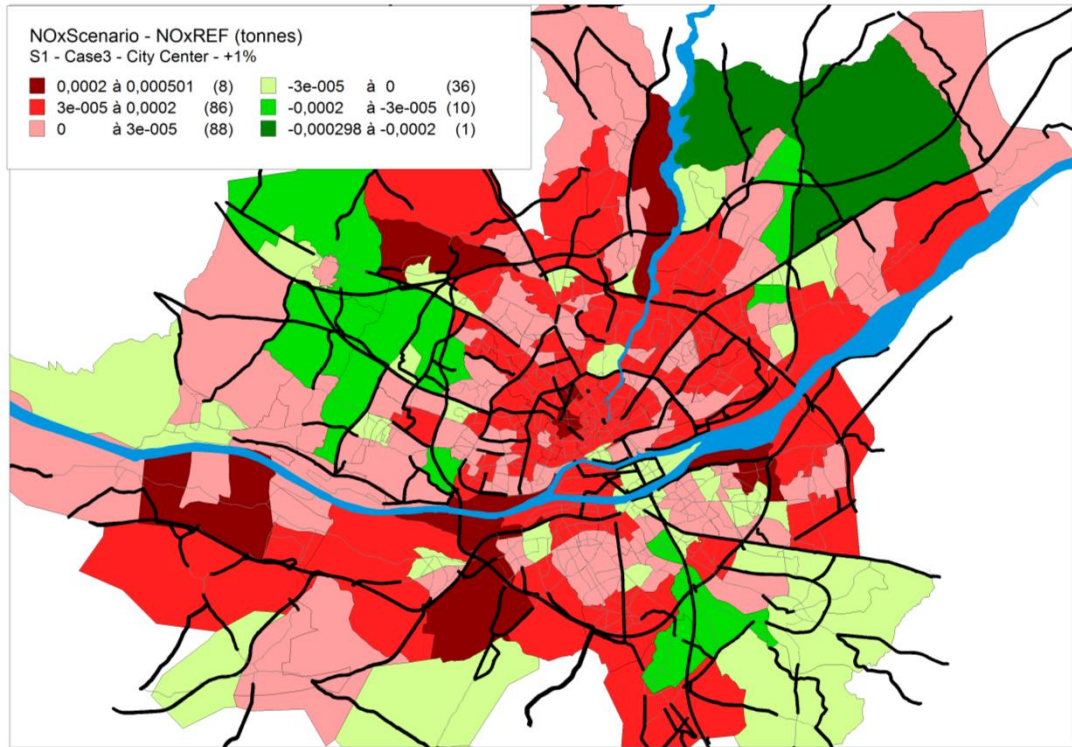 NOxScenario - NOxREF (tonnes)
S1 - Case3 - City Center - +1%
0,0002 à 0,000501 (8)
3e-005 à 0,0002 (86)
0 à 3e-005 (88)
-3e-005 à 0 (36)
-0,0002 à -3e-005 (10)
-0,000298 à -0,0002 (1)